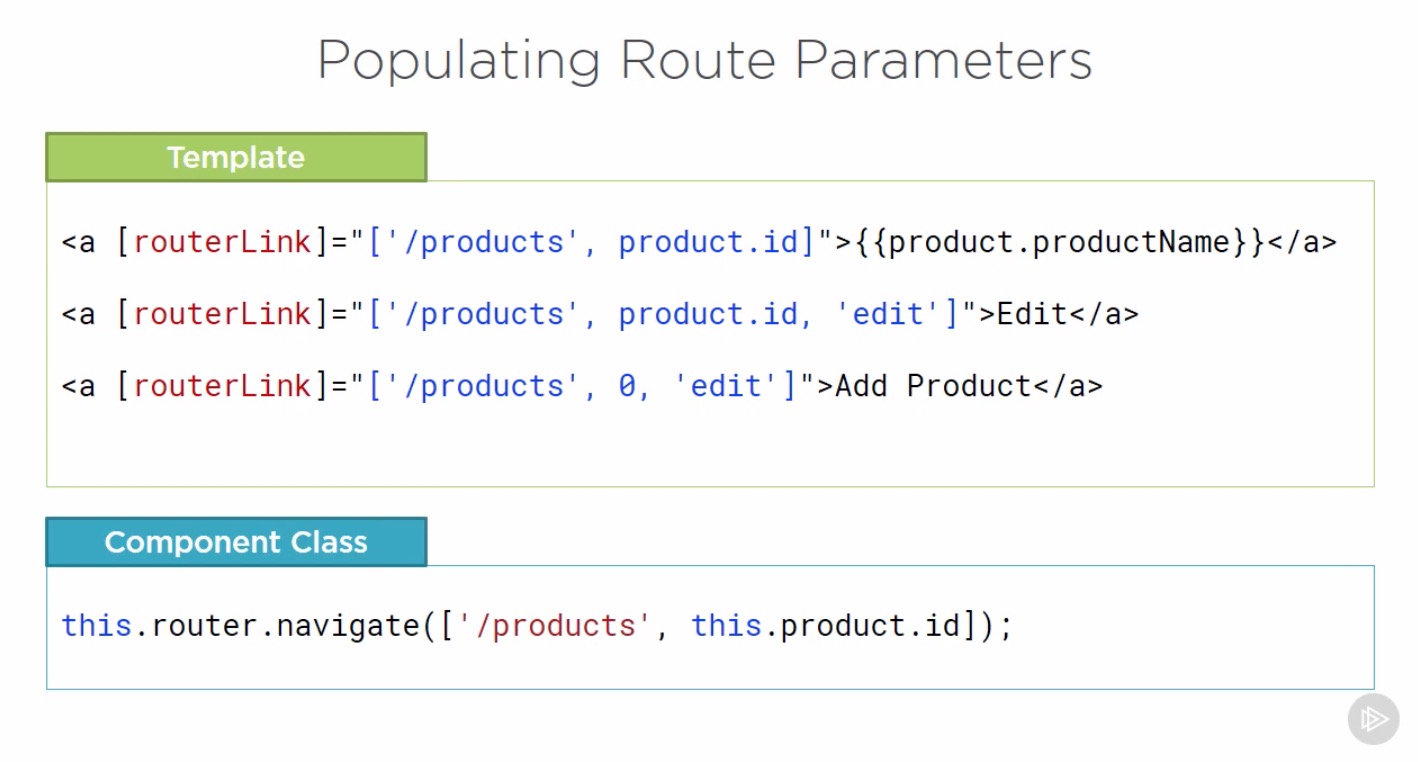 Populating Route Parameters
Template
<a [routerLink]="['/products', product.id]">{{product.productName}}</a>
<a [routerLink]="['/products', product.id, 'edit']">Edit</a>
<a [routerLink]="['/products', 0, 'edit']">Add Product</a>
Component Class
this.router.navigate(['/products', this.product.id]);